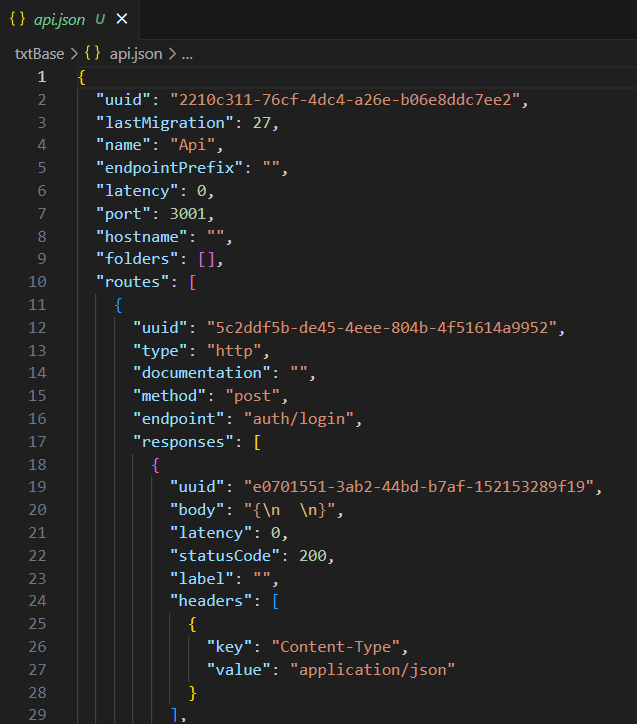 {} api.json U ×
txtBase > {} api.json > ...
1 {
2 "uuid": "2210c311-76cf-4dc4-a26e-b06e8ddc7ee2",
3 "lastMigration": 27,
4 "name": "Api",
5 "endpointPrefix": "",
6 "latency": 0,
7 "port": 3001,
8 "hostname": "",
9 "folders": [],
10 "routes": [
11 {
12 "uuid": "5c2ddf5b-de45-4eee-804b-4f51614a9952",
13 "type": "http",
14 "documentation": "",
15 "method": "post",
16 "endpoint": "auth/login",
17 "responses": [
18 {
19 "uuid": "e0701551-3ab2-44bd-b7af-152153289f19",
20 "body": "{\n  \n}",
21 "latency": 0,
22 "statusCode": 200,
23 "label": "",
24 "headers": [
25 {
26 "key": "Content-Type",
27 "value": "application/json"
28 }
29 ],